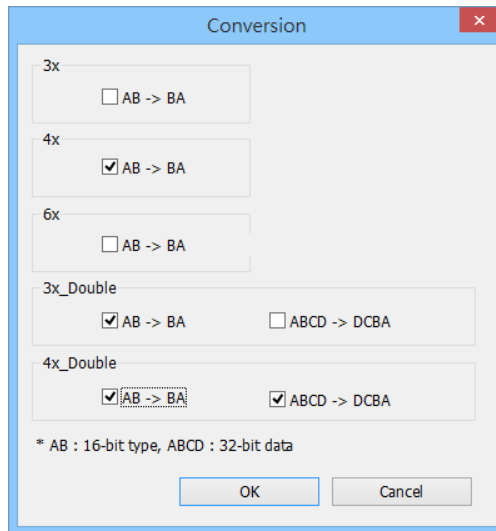 Conversion
3x
AB -> BA
4x
AB -> BA
6x
AB -> BA
3x_Double
AB -> BA ABCD -> DCBA
4x_Double
AB -> BA ABCD -> DCBA
* AB : 16-bit type, ABCD : 32-bit data
OK Cancel